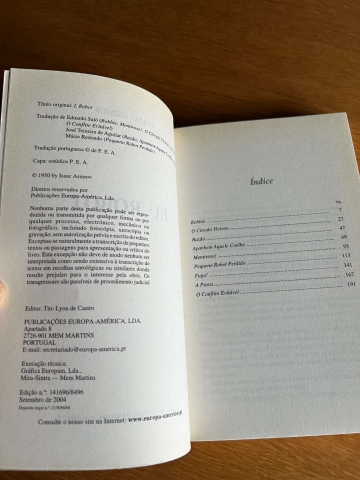 Título original: I, Robot
Tradução de Eduardo Saló (Robbie, Mentiroso!, O Círculo
O Conflito Evitável)
José Teixeira de Aguilar (Razão, Apanhem Aquele
Mário Redondo (Pequeno Robot Perdido)
Tradução portuguesa © de P. E. A.
Capa: estúdios P. E. A.
© 1950 by Isaac Asimov
Direitos reservados por
Publicações Europa-América, Lda.
Nenhuma parte desta publicação pode ser repro-
duzida ou transmitida por qualquer forma ou por
qualquer processo, electrónico, mecânico ou
fotográfico, incluindo fotocópia, xerocópia ou
gravação, sem autorização prévia e escrita do editor.
Exceptua-se naturalmente a transcrição de pequenos
textos ou passagens para apresentação ou crítica do
livro. Esta excepção não deve de modo nenhum ser
interpretada como sendo extensiva à transcrição de
textos em recolhas antológicas ou similares donde
resulte prejuízo para o interesse pela obra. Os
transgressores são passíveis de procedimento judicial
Editor: Tito Lyon de Castro
PUBLICAÇÕES EUROPA-AMÉRICA, LDA.
Apartado 8
2726-901 MEM MARTINS
PORTUGAL
E-mail: secretariado@europa-america.pt
Execução técnica:
Gráfica Europam, Lda.,
Mira-Sintra — Mem Martins
Edição n.º: 141696/8496
Setembro de 2004
Consulte o nosso site na Internet: www.europa-america.pt
Índice
Pág.
Robbie 7
O Círculo Vicioso 27
Razão 47
Apanhem Aquele Coelho 69
Mentiroso! 93
Pequeno Robot Perdido 113
Fuga! 141
A Prova 167
O Conflito Evitável 191